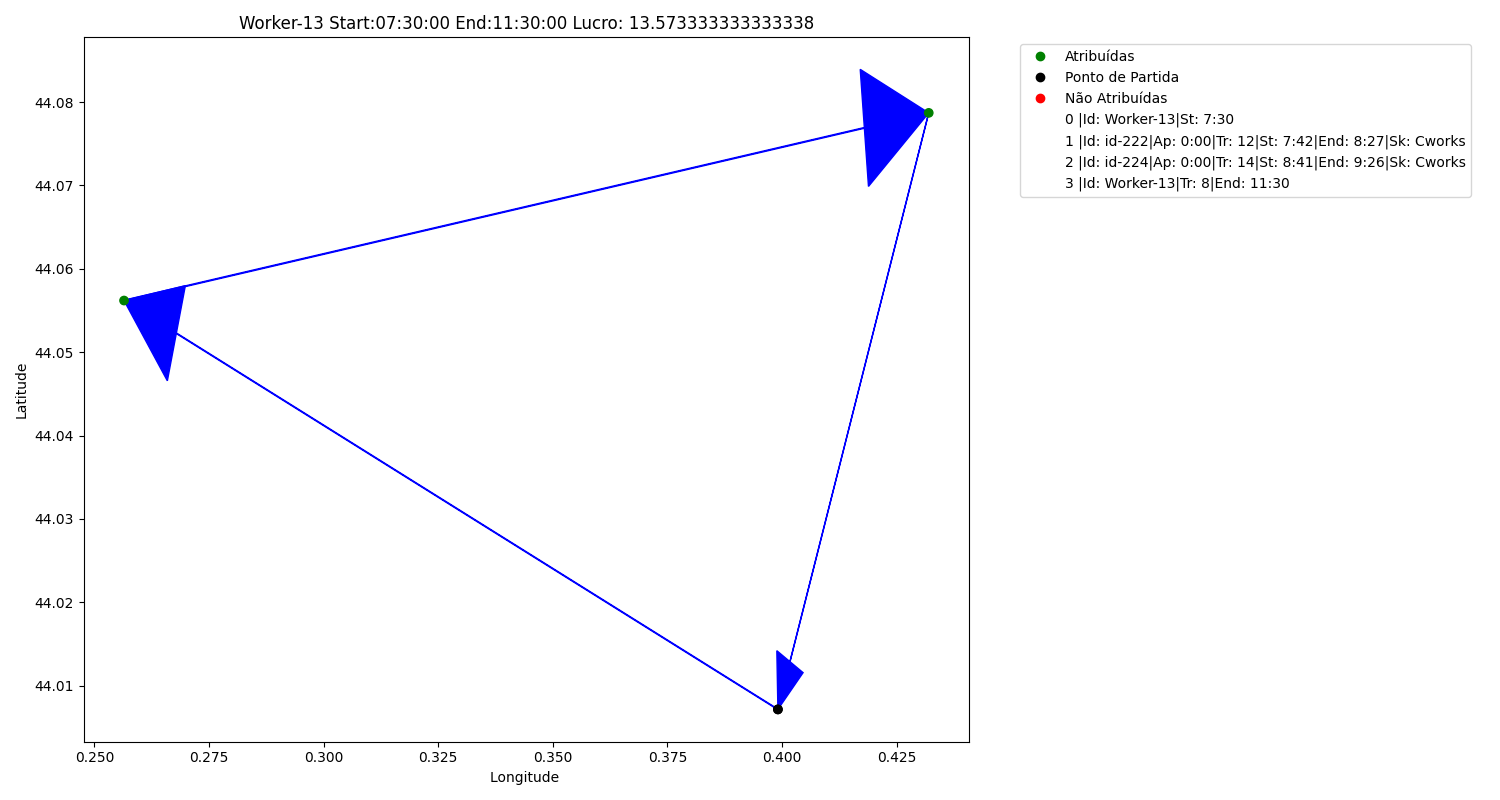 Worker-13 Start:07:30:00 End:11:30:00 Lucro: 13.573333333333338
44.08
44.07
44.06
44.05
44.04
44.03
44.02
44.01
Latitude
0.250 0.275 0.300 0.325 0.350 0.375 0.400 0.425
Longitude
Atribuídas
Ponto de Partida
Não Atribuídas
0 |Id: Worker-13|St: 7:30
1 |Id: id-222|Ap: 0:00|Tr: 12|St: 7:42|End: 8:27|Sk: Cworks
2 |Id: id-224|Ap: 0:00|Tr: 14|St: 8:41|End: 9:26|Sk: Cworks
3 |Id: Worker-13|Tr: 8|End: 11:30